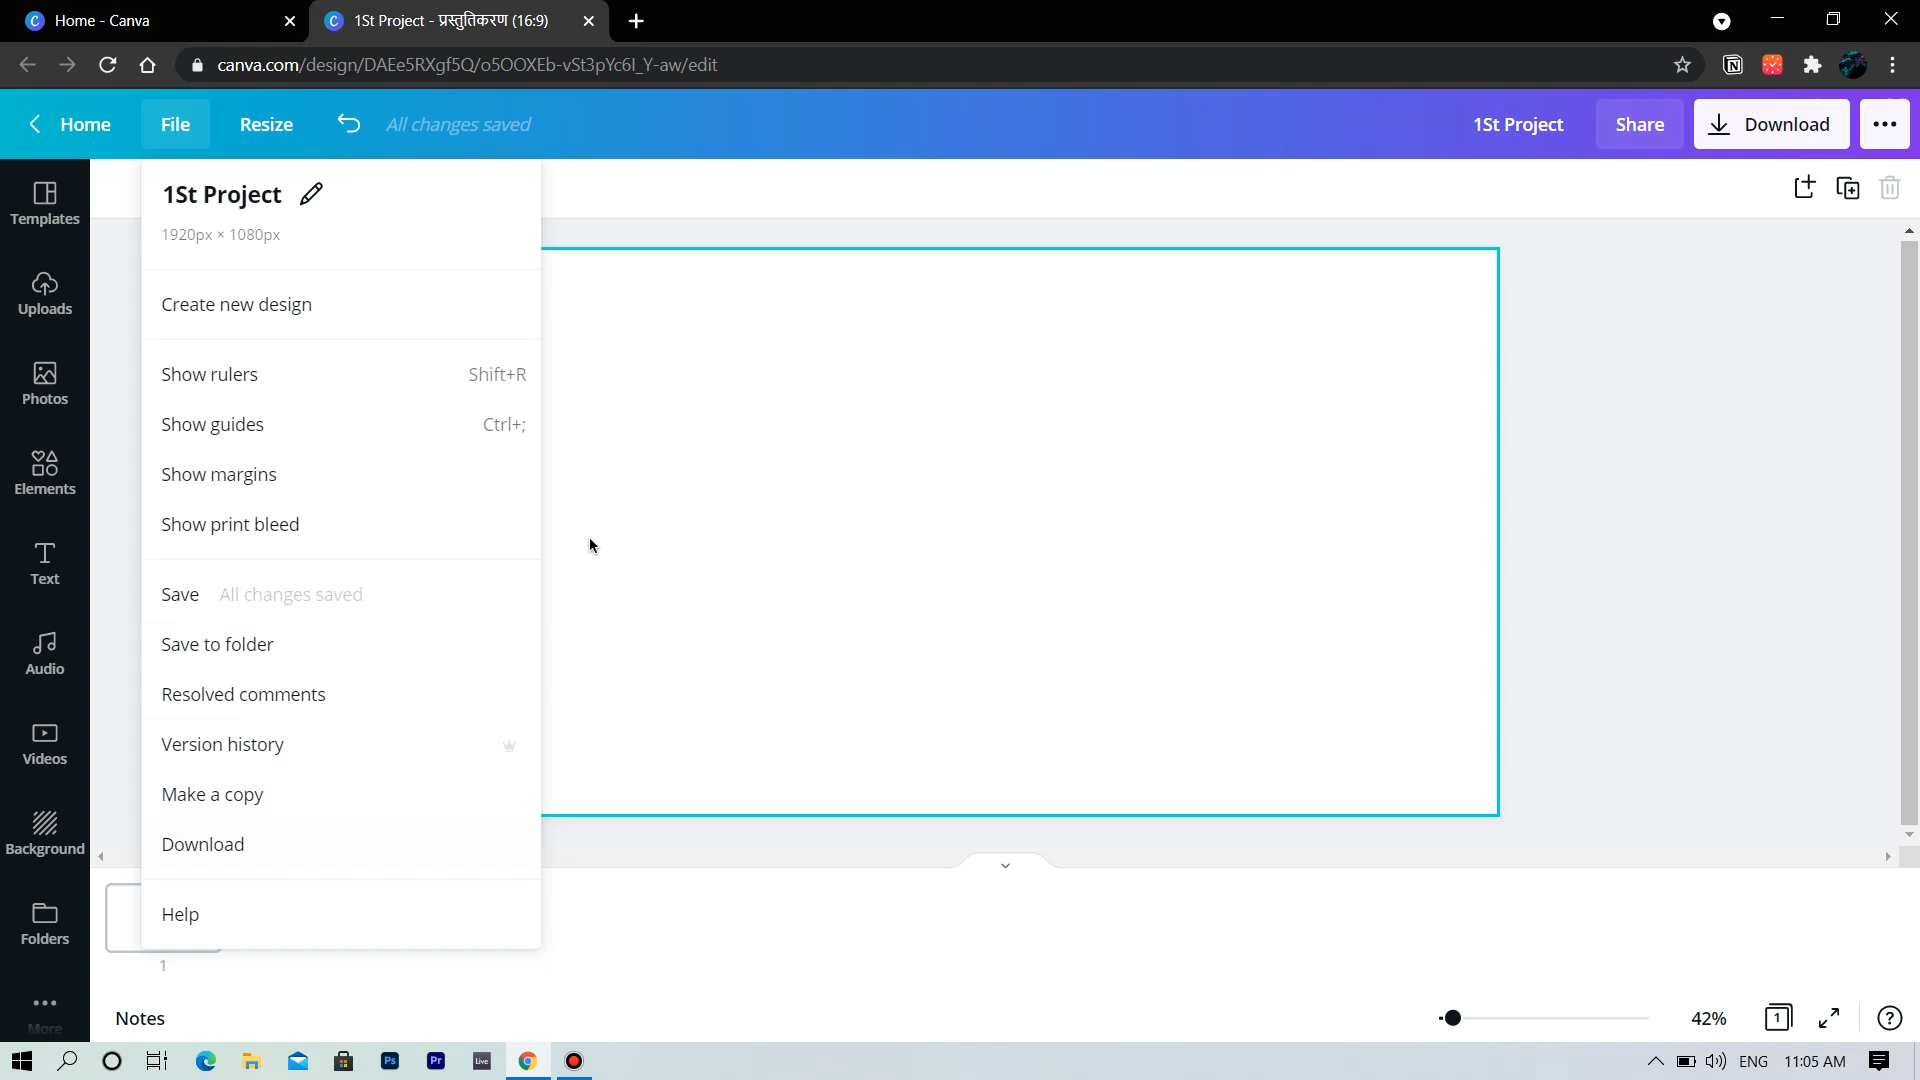 Home - Canva
1St Project - प्रस्तुतिकरण (16:9)
canva.com/design/DAEe5RXgf5Q/o5OOXEb-vSt3pYc6I_Y-aw/edit
Home
File
Resize
All changes saved
1St Project
Share
Download
Templates
Uploads
Photos
Elements
Text
Audio
Videos
Background
Folders
More
1St Project
1920px × 1080px
Create new design
Show rulers Shift+R
Show guides Ctrl+;
Show margins
Show print bleed
Save All changes saved
Save to folder
Resolved comments
Version history
Make a copy
Download
Help
1
Notes
42%
1
Ps
Pr
Live
ENG
11:05 AM